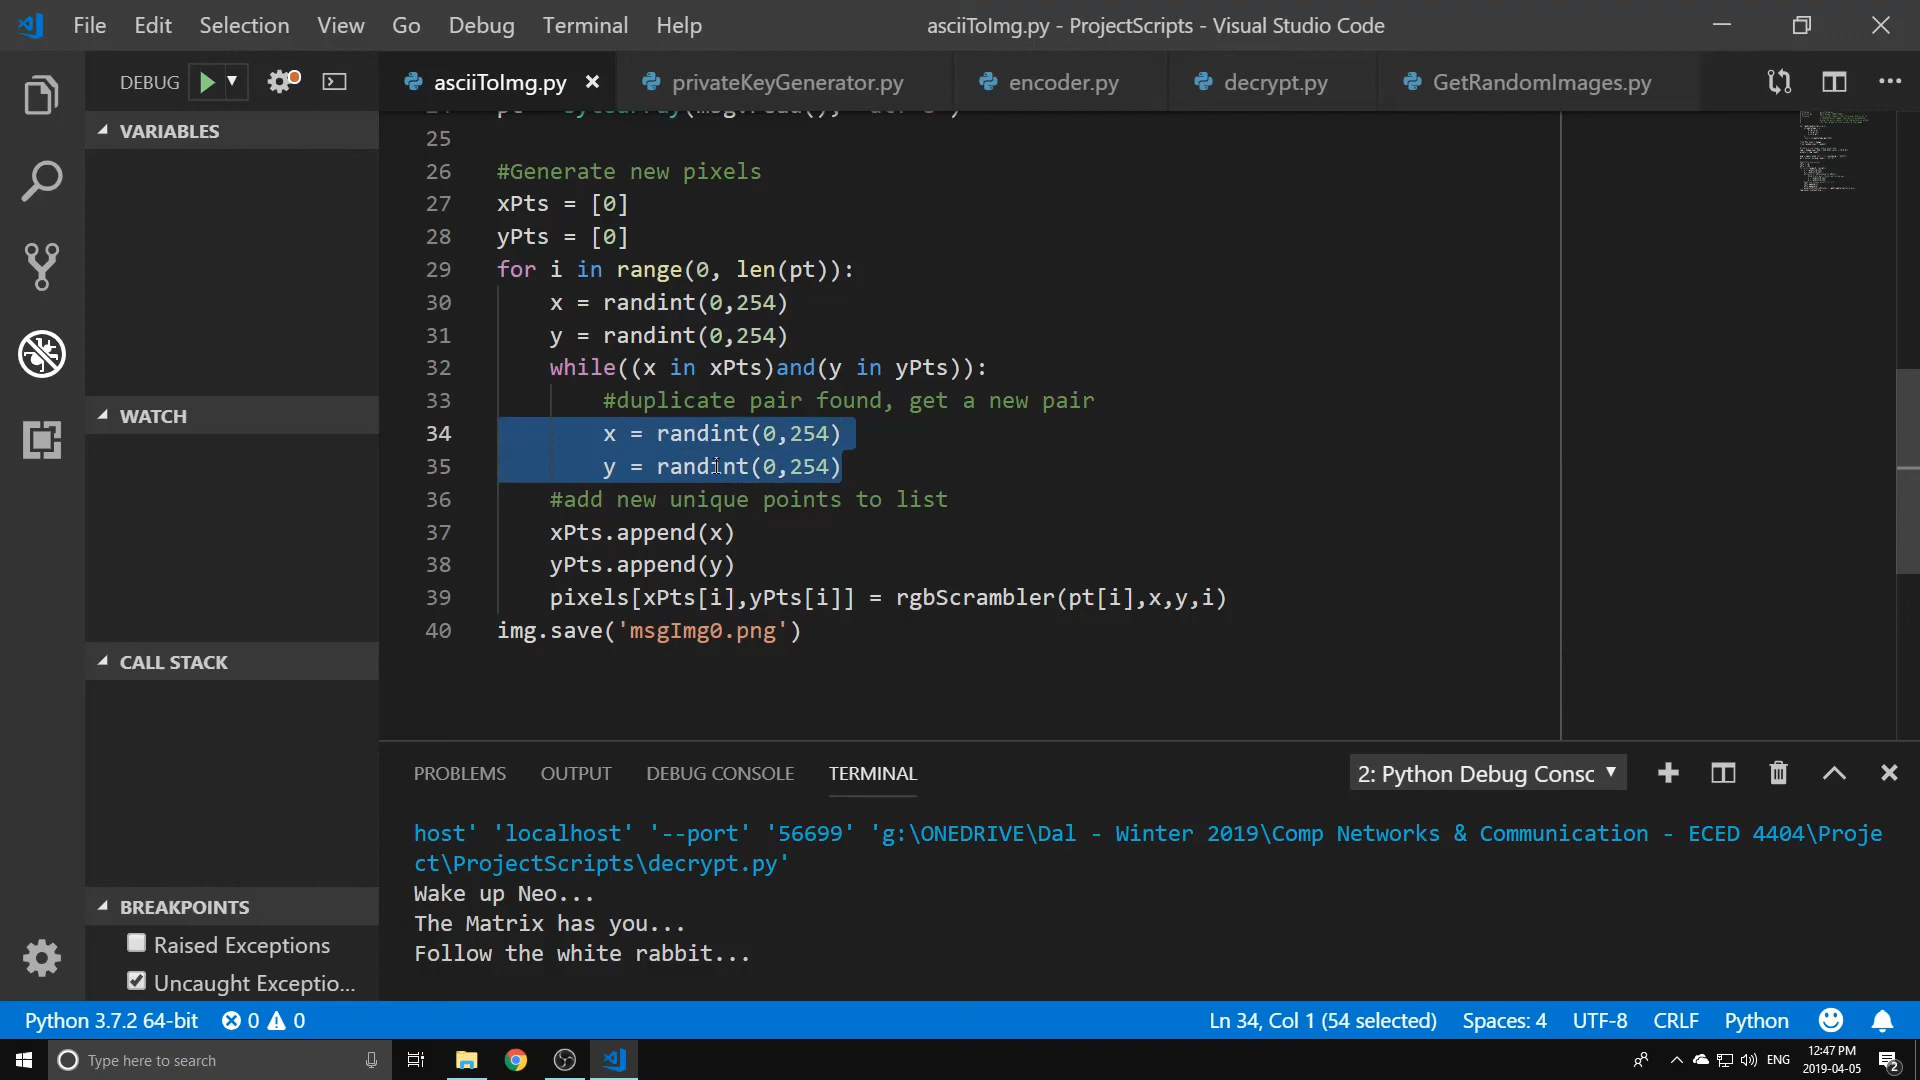 File Edit Selection View Go Debug Terminal Help asciiToImg.py - ProjectScripts - Visual Studio Code
DEBUG asciiToImg.py privateKeyGenerator.py encoder.py decrypt.py GetRandomImages.py
VARIABLES
WATCH
CALL STACK
BREAKPOINTS
Raised Exceptions
Uncaught Exceptio...
25
26 #Generate new pixels
27 xPts = [0]
28 yPts = [0]
29 for i in range(0, len(pt)):
30 x = randint(0,254)
31 y = randint(0,254)
32 while((x in xPts)and(y in yPts)):
33 #duplicate pair found, get a new pair
34 x = randint(0,254)
35 y = randint(0,254)
36 #add new unique points to list
37 xPts.append(x)
38 yPts.append(y)
39 pixels[xPts[i],yPts[i]] = rgbScrambler(pt[i],x,y,i)
40 img.save('msgImg0.png')
PROBLEMS OUTPUT DEBUG CONSOLE TERMINAL 2: Python Debug Consc
host' 'localhost' '--port' '56699' 'g:\ONEDRIVE\Dal - Winter 2019\Comp Networks & Communication - ECED 4404\Proje
ct\ProjectScripts\decrypt.py'
Wake up Neo...
The Matrix has you...
Follow the white rabbit...
Python 3.7.2 64-bit 0 0 Ln 34, Col 1 (54 selected) Spaces: 4 UTF-8 CRLF Python
Type here to search ENG 12:47 PM
2019-04-05 2